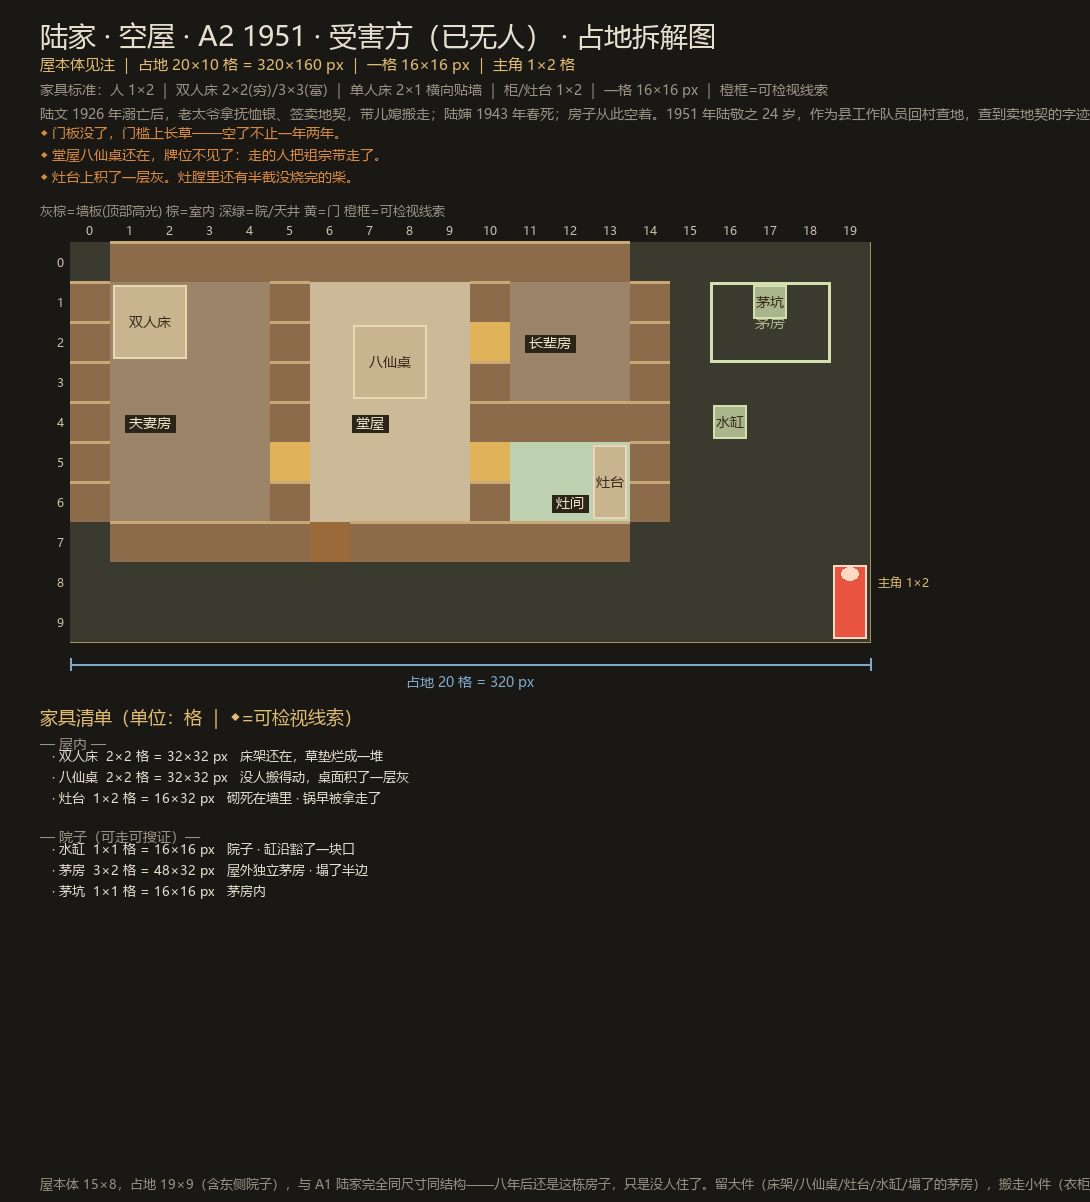 陆家 · 空屋 · A2 1951 · 受害方（已无人） · 占地拆解图
屋本体见注 ｜ 占地 20×10 格 = 320×160 px ｜ 一格 16×16 px ｜ 主角 1×2 格
家具标准：人 1×2 ｜ 双人床 2×2(穷)/3×3(富) ｜ 单人床 2×1 横向贴墙 ｜ 柜/灶台 1×2 ｜ 一格 16×16 px ｜ 橙框=可检视线索
陆文 1926 年溺亡后，老太爷拿抚恤银、签卖地契，带儿媳搬走；陆婶 1943 年春死；房子从此空着。1951 年陆敬之 24 岁，作为县工作队员回村查地，查到卖地契的字迹
◆ 门板没了，门槛上长草——空了不止一年两年。
◆ 堂屋八仙桌还在，牌位不见了：走的人把祖宗带走了。
◆ 灶台上积了一层灰。灶膛里还有半截没烧完的柴。
灰棕=墙板(顶部高光) 棕=室内 深绿=院/天井 黄=门 橙框=可检视线索
0 1 2 3 4 5 6 7 8 9 10 11 12 13 14 15 16 17 18 19
0
1
2
3
4
5
6
7
8
9
双人床
茅坑
茅房
长辈房
八仙桌
夫妻房
堂屋
水缸
灶台
灶间
主角 1×2
占地 20 格 = 320 px
家具清单（单位：格 ｜ ◆=可检视线索）
— 屋内 —
· 双人床 2×2 格 = 32×32 px 床架还在，草垫烂成一堆
· 八仙桌 2×2 格 = 32×32 px 没人搬得动，桌面积了一层灰
· 灶台 1×2 格 = 16×32 px 砌死在墙里 · 锅早被拿走了
— 院子（可走可搜证）—
· 水缸 1×1 格 = 16×16 px 院子 · 缸沿豁了一块口
· 茅房 3×2 格 = 48×32 px 屋外独立茅房 · 塌了半边
· 茅坑 1×1 格 = 16×16 px 茅房内
屋本体 15×8，占地 19×9（含东侧院子），与 A1 陆家完全同尺寸同结构——八年后还是这栋房子，只是没人住了。留大件（床架/八仙桌/灶台/水缸/塌了的茅房），搬走小件（衣柜